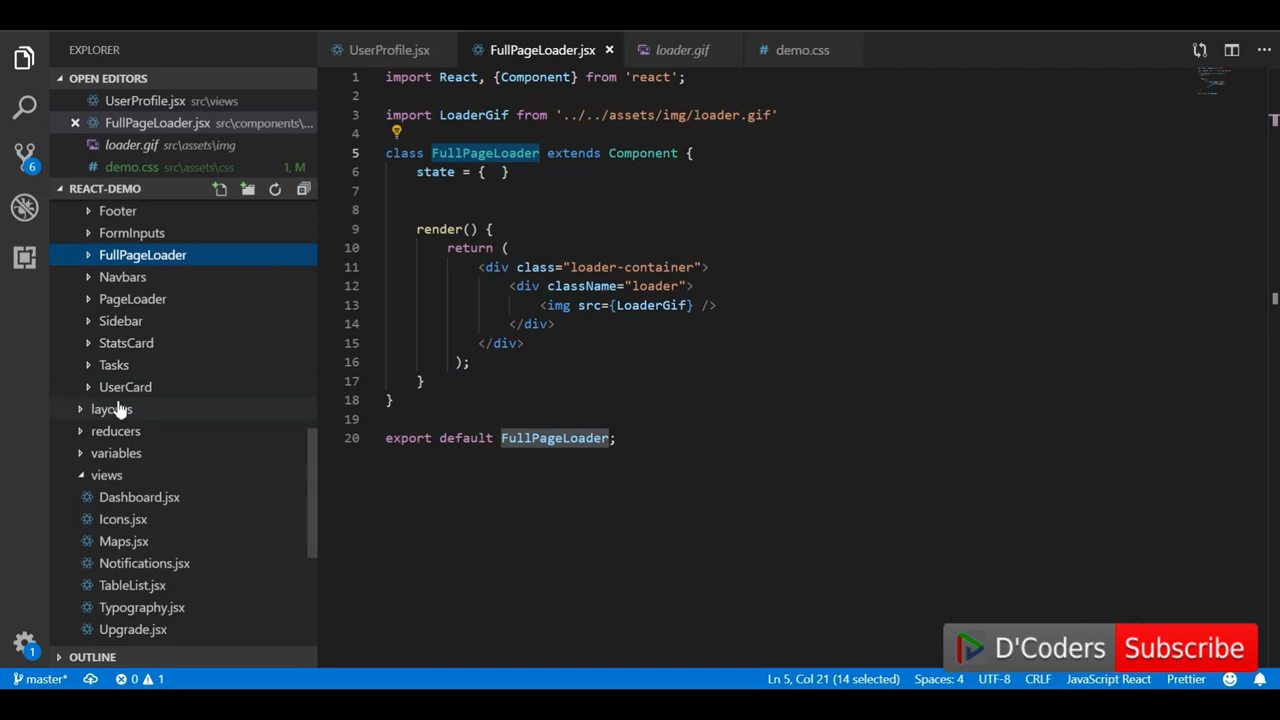 EXPLORER
OPEN EDITORS
UserProfile.jsx src\views
FullPageLoader.jsx src\components\...
loader.gif src\assets\img
demo.css src\assets\css 1, M
REACT-DEMO
Footer
FormInputs
FullPageLoader
Navbars
PageLoader
Sidebar
StatsCard
Tasks
UserCard
layouts
reducers
variables
views
Dashboard.jsx
Icons.jsx
Maps.jsx
Notifications.jsx
TableList.jsx
Typography.jsx
Upgrade.jsx
OUTLINE
6
1
UserProfile.jsx FullPageLoader.jsx loader.gif demo.css
1 import React, {Component} from 'react';
2
3 import LoaderGif from '../../assets/img/loader.gif'
4
5 class FullPageLoader extends Component {
6 state = { }
7
8
9 render() {
10 return (
11 <div class="loader-container">
12 <div className="loader">
13 <img src={LoaderGif} />
14 </div>
15 </div>
16 );
17 }
18 }
19
20 export default FullPageLoader;
D'Coders Subscribe
master* 0 1 Ln 5, Col 21 (14 selected) Spaces: 4 UTF-8 CRLF JavaScript React Prettier